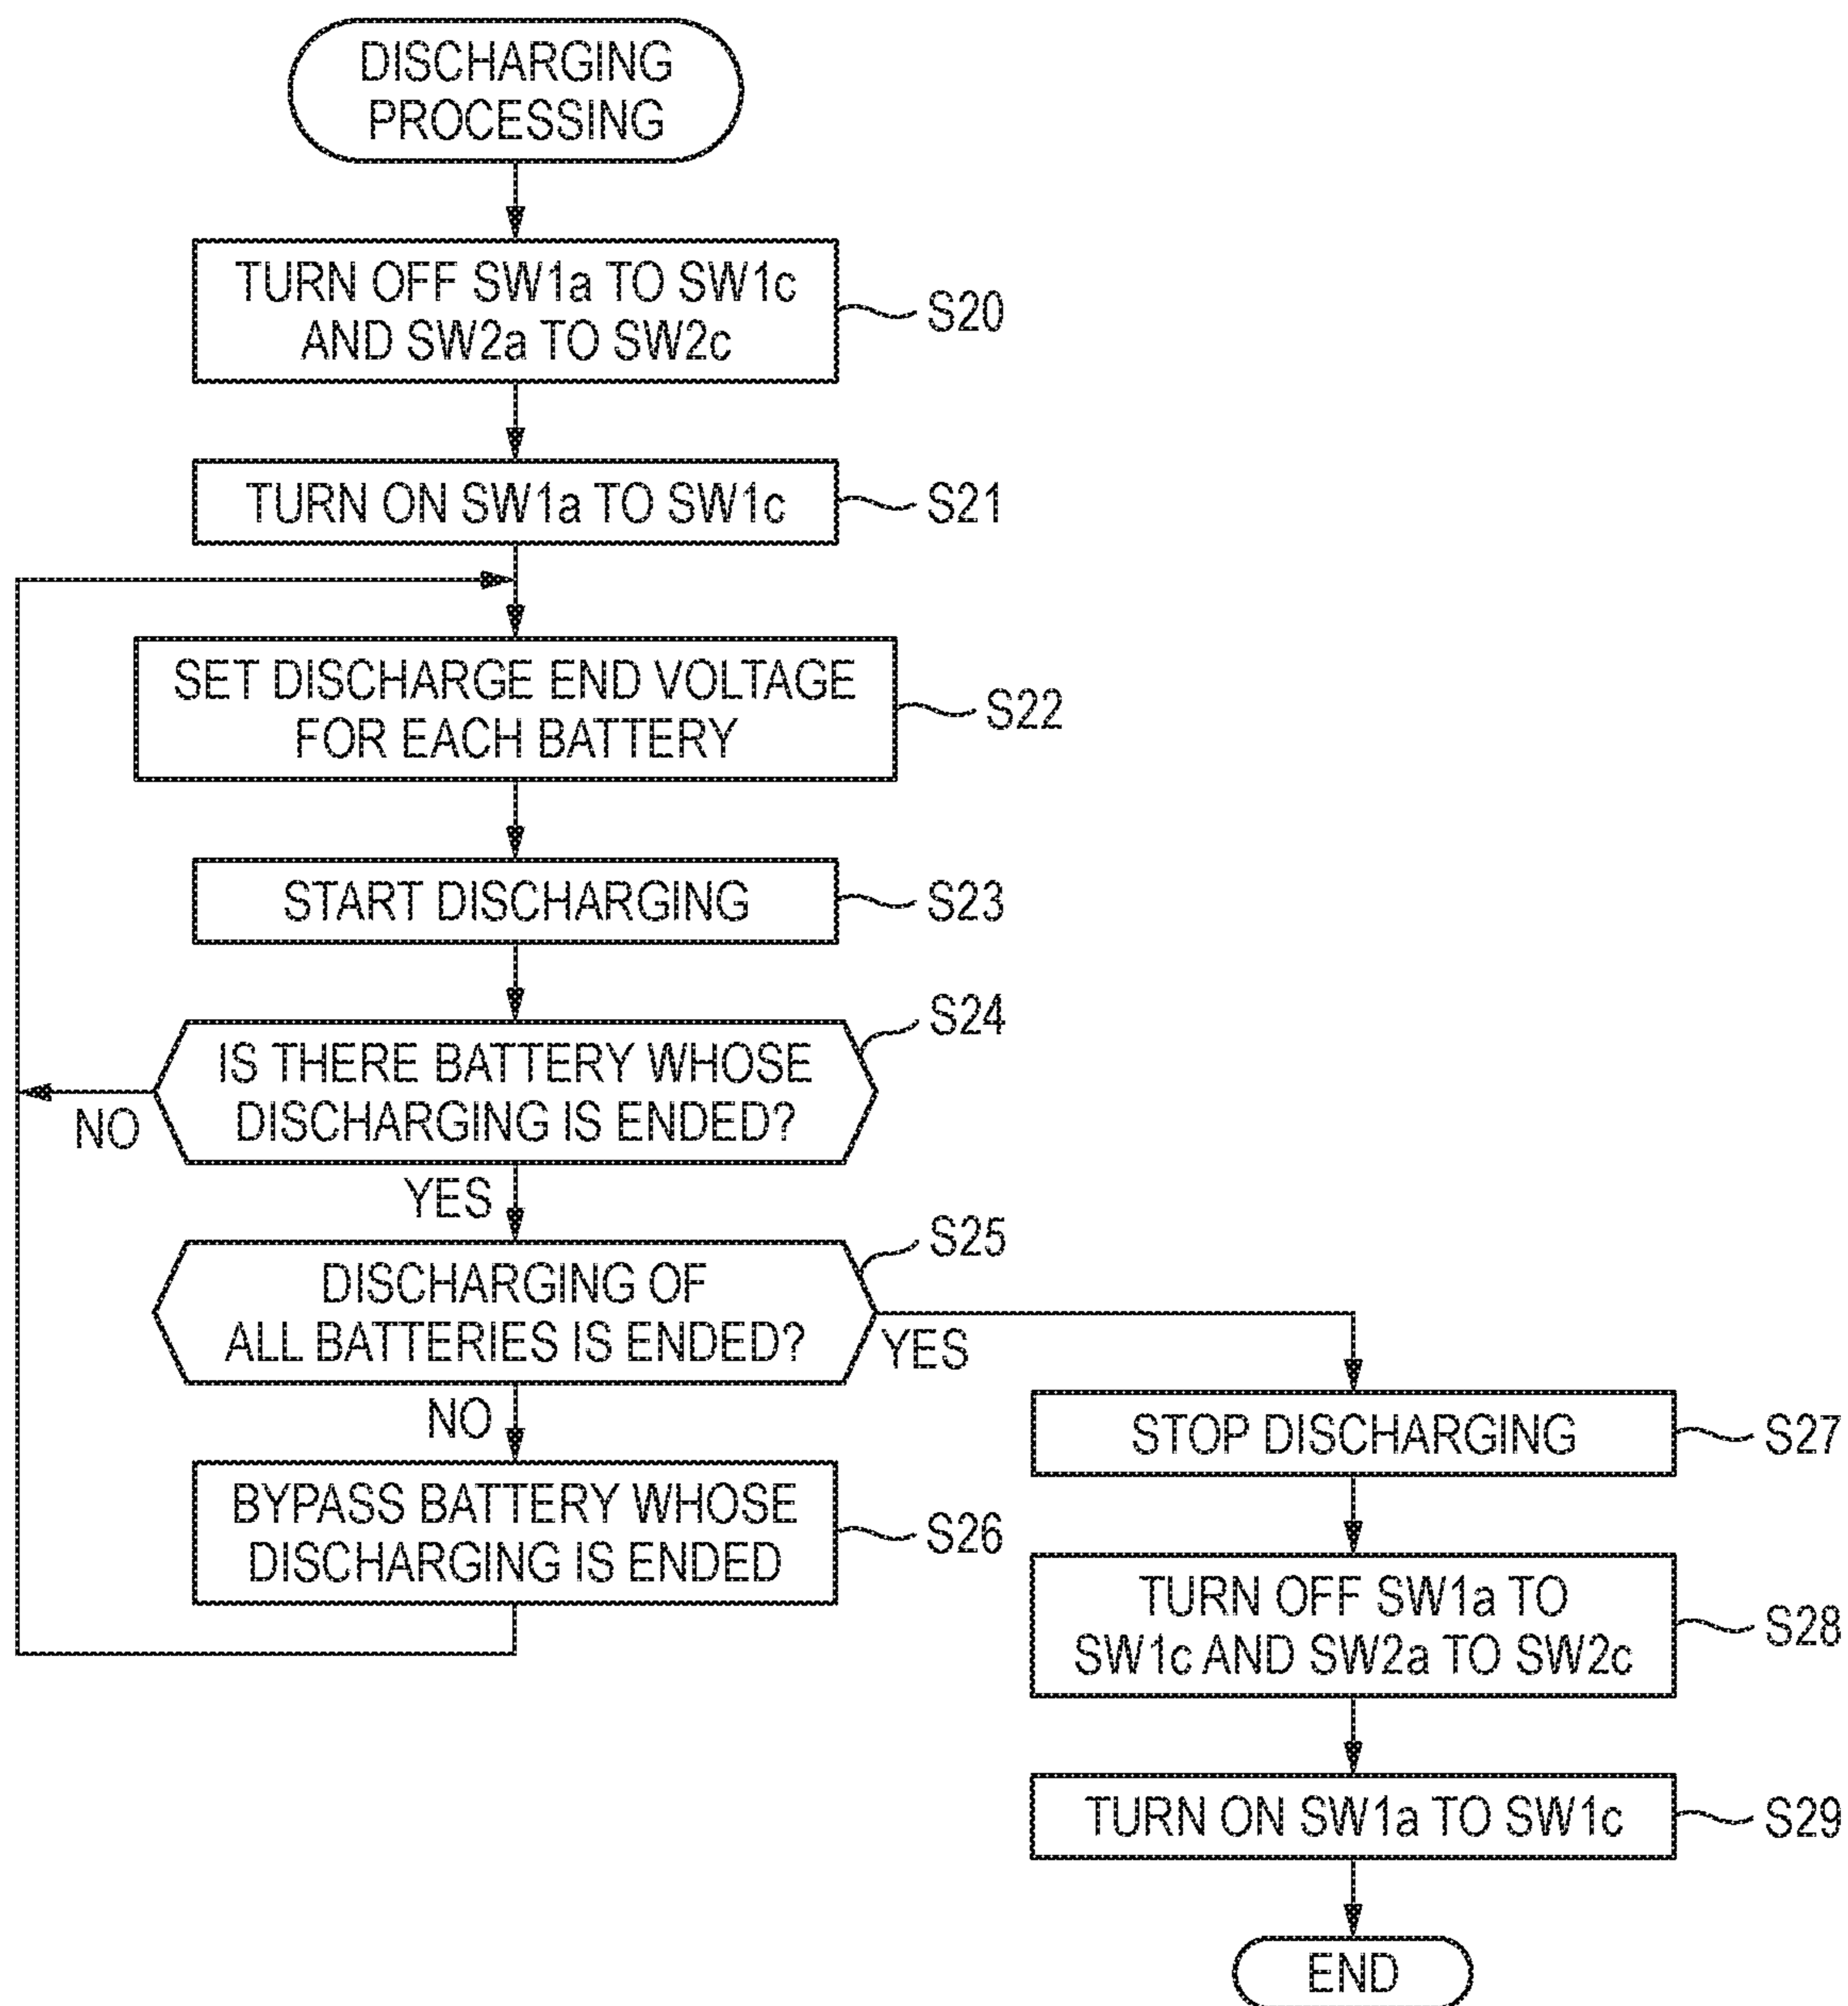 DISCHARGING
PROCESSING
TURN OFF SW1a TO SW1c
AND SW2a TO SW2c
S20
TURN ON SW1a TO SW1c
S21
SET DISCHARGE END VOLTAGE
FOR EACH BATTERY
S22
START DISCHARGING
S23
S24
IS THERE BATTERY WHOSE
DISCHARGING IS ENDED?
NO
YES
S25
DISCHARGING OF
ALL BATTERIES IS ENDED?
YES
NO
BYPASS BATTERY WHOSE
DISCHARGING IS ENDED
S26
STOP DISCHARGING
S27
TURN OFF SW1a TO
SW1c AND SW2a TO SW2c
S28
TURN ON SW1a TO SW1c
S29
END